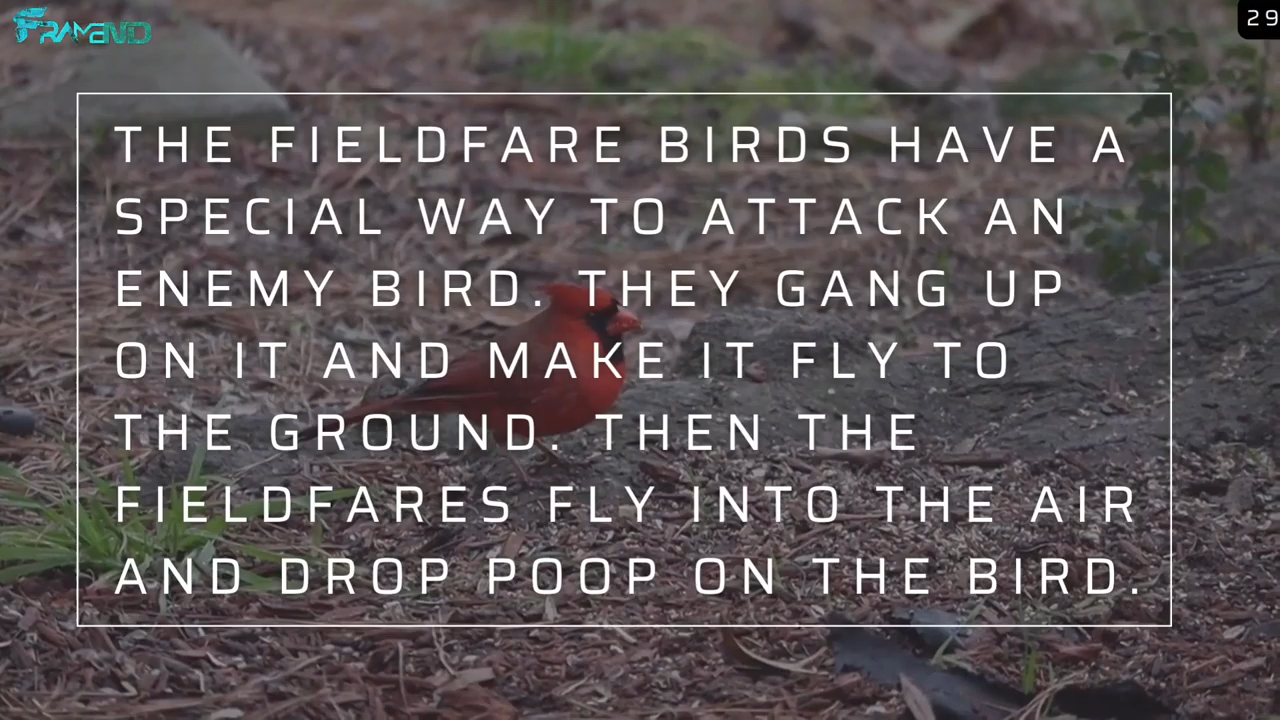 FRAMEND
29
THE FIELDFARE BIRDS HAVE A
SPECIAL WAY TO ATTACK AN
ENEMY BIRD. THEY GANG UP
ON IT AND MAKE IT FLY TO
THE GROUND. THEN THE
FIELDFARES FLY INTO THE AIR
AND DROP POOP ON THE BIRD.